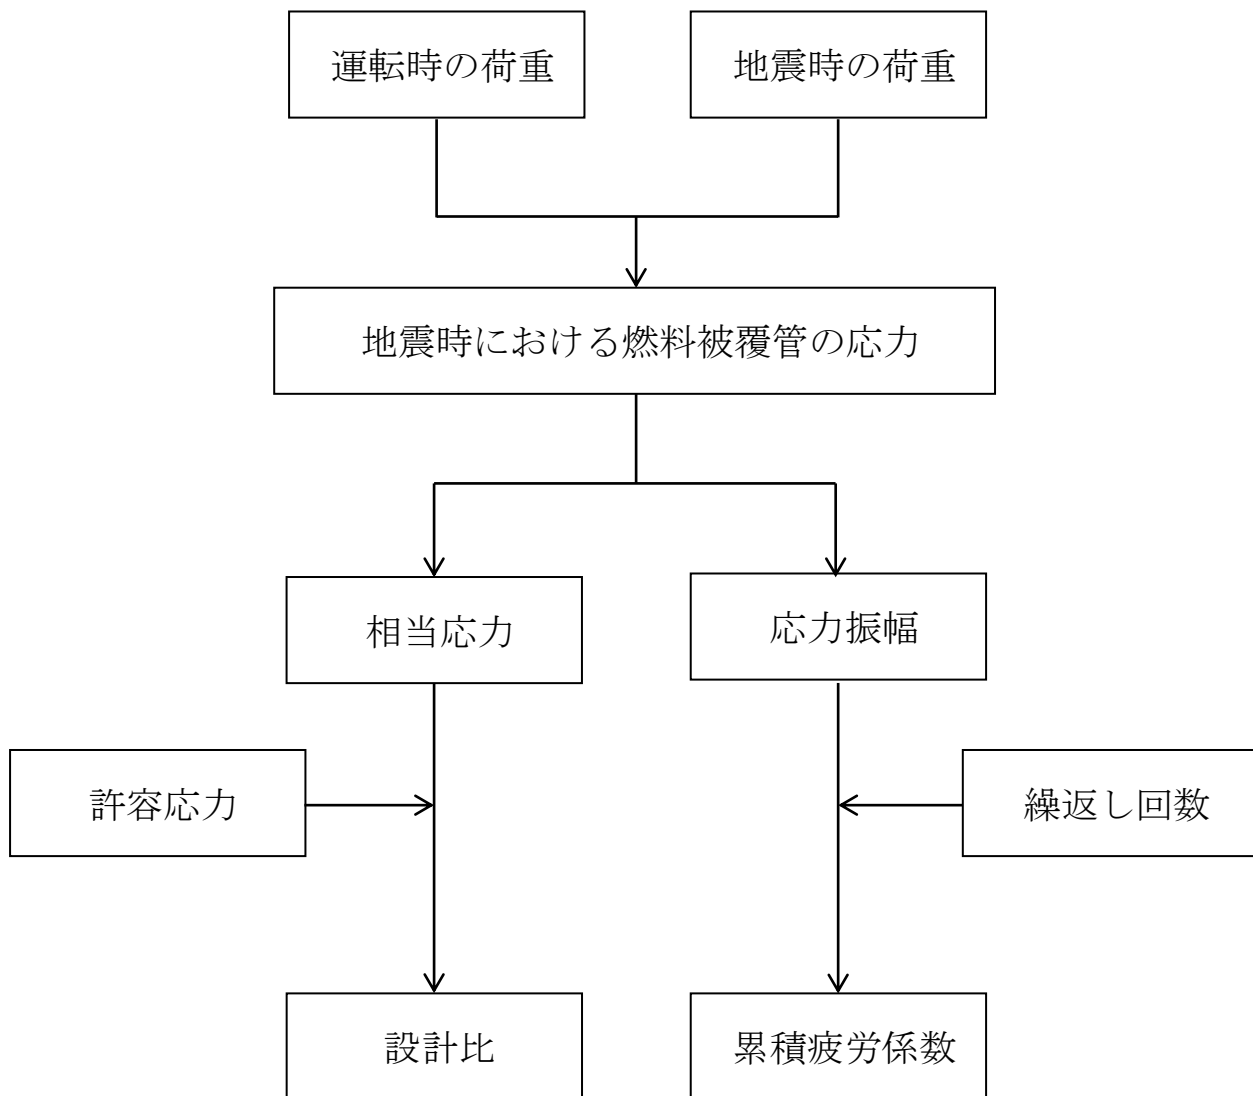 運転時の荷重
地震時の荷重
地震時における燃料被覆管の応力
相当応力
応力振幅
許容応力
繰返し回数
設計比
累積疲労係数